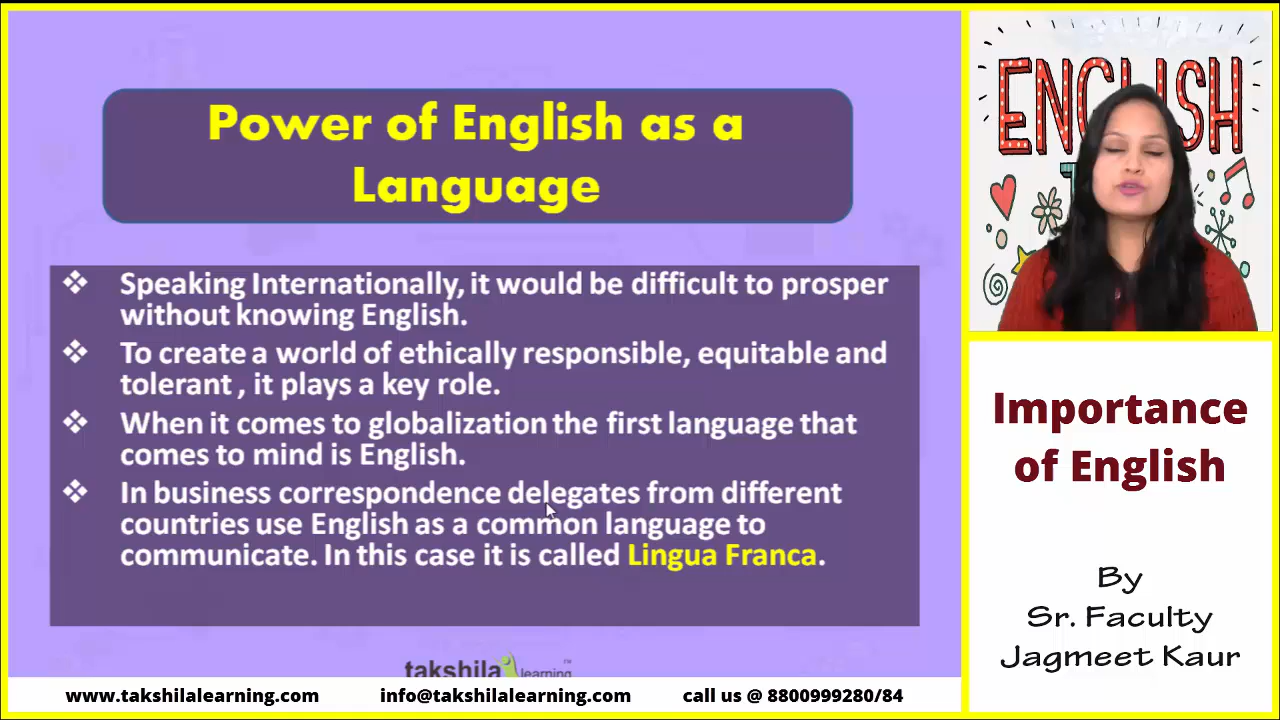 Power of English as a
Language
❖ Speaking Internationally, it would be difficult to prosper
without knowing English.
❖ To create a world of ethically responsible, equitable and
tolerant , it plays a key role.
❖ When it comes to globalization the first language that
comes to mind is English.
❖ In business correspondence delegates from different
countries use English as a common language to
communicate. In this case it is called Lingua Franca.
takshila learning™
www.takshilalearning.com info@takshilalearning.com call us @ 8800999280/84
ENGLISH
Importance
of English
By
Sr. Faculty
Jagmeet Kaur